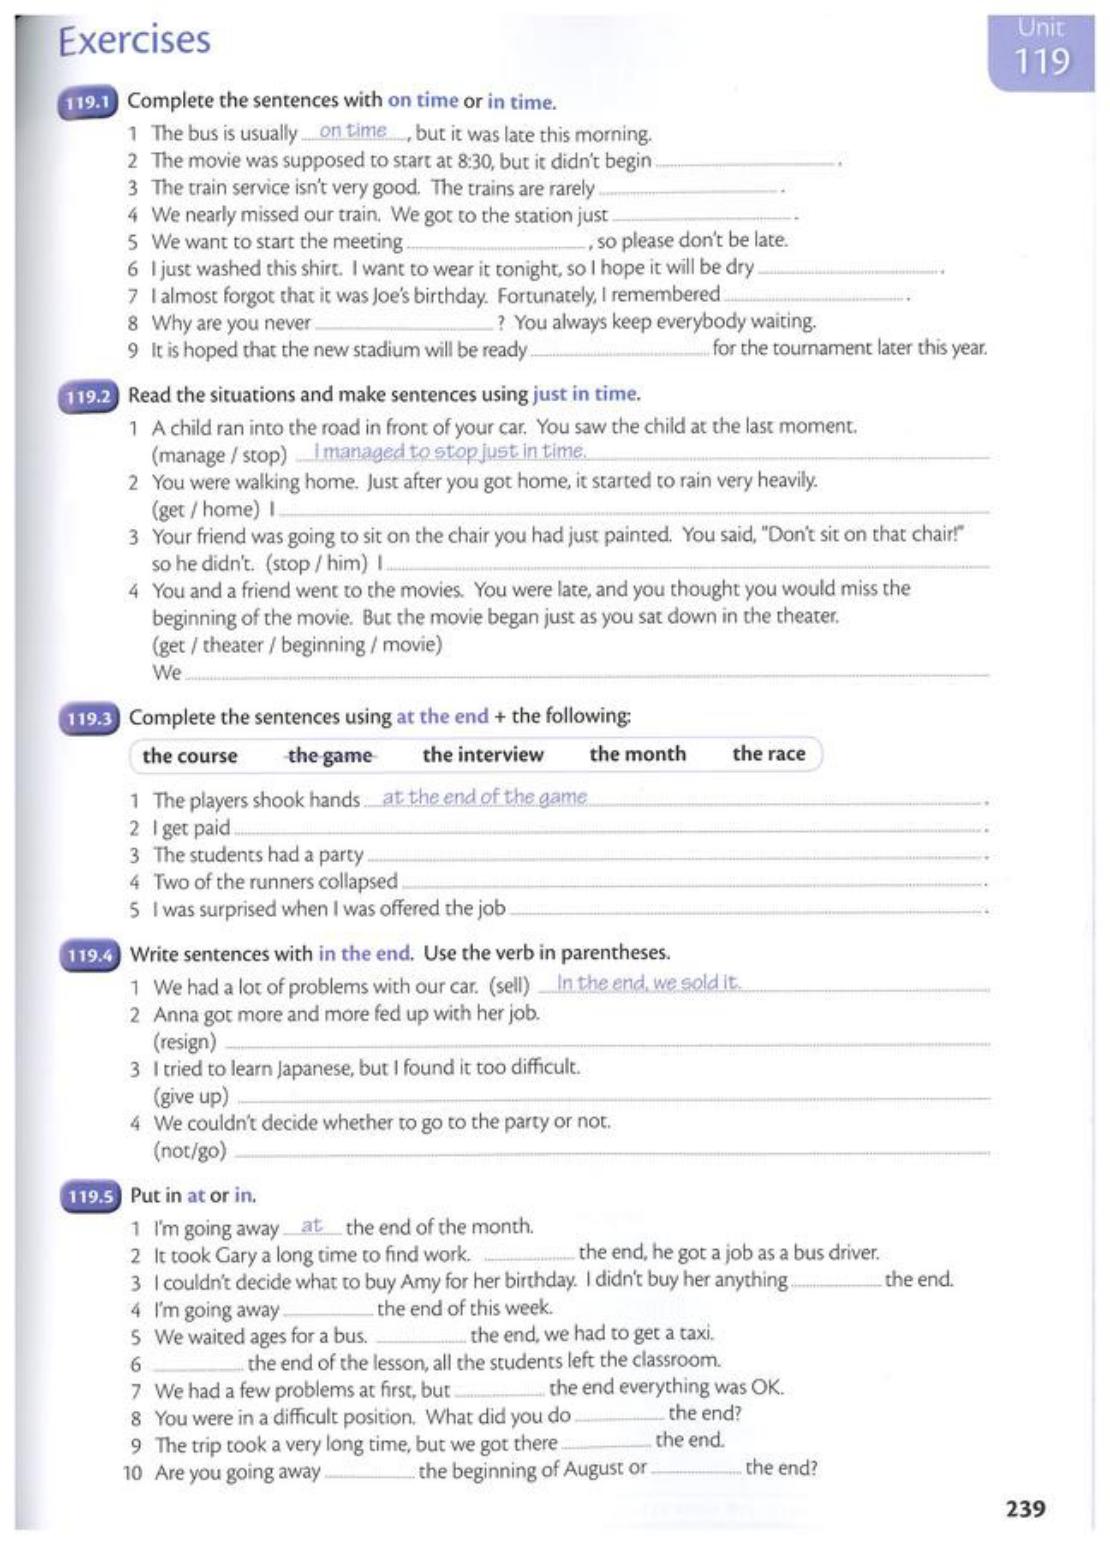 Exercises
Unit
119
119.1 Complete the sentences with on time or in time.
1 The bus is usually on time, but it was late this morning.
2 The movie was supposed to start at 8:30, but it didn't begin .
3 The train service isn't very good. The trains are rarely .
4 We nearly missed our train. We got to the station just .
5 We want to start the meeting , so please don't be late.
6 I just washed this shirt. I want to wear it tonight, so I hope it will be dry .
7 I almost forgot that it was Joe's birthday. Fortunately, I remembered .
8 Why are you never ? You always keep everybody waiting.
9 It is hoped that the new stadium will be ready for the tournament later this year.
119.2 Read the situations and make sentences using just in time.
1 A child ran into the road in front of your car. You saw the child at the last moment.
(manage / stop) I managed to stop just in time.
2 You were walking home. Just after you got home, it started to rain very heavily.
(get / home) I
3 Your friend was going to sit on the chair you had just painted. You said, "Don't sit on that chair!"
so he didn't. (stop / him) I
4 You and a friend went to the movies. You were late, and you thought you would miss the
beginning of the movie. But the movie began just as you sat down in the theater.
(get / theater / beginning / movie)
We
119.3 Complete the sentences using at the end + the following:
the course the game the interview the month the race
1 The players shook hands at the end of the game .
2 I get paid .
3 The students had a party .
4 Two of the runners collapsed .
5 I was surprised when I was offered the job .
119.4 Write sentences with in the end. Use the verb in parentheses.
1 We had a lot of problems with our car. (sell) In the end, we sold it.
2 Anna got more and more fed up with her job.
(resign)
3 I tried to learn Japanese, but I found it too difficult.
(give up)
4 We couldn't decide whether to go to the party or not.
(not/go)
119.5 Put in at or in.
1 I'm going away at the end of the month.
2 It took Gary a long time to find work. the end, he got a job as a bus driver.
3 I couldn't decide what to buy Amy for her birthday. I didn't buy her anything the end.
4 I'm going away the end of this week.
5 We waited ages for a bus. the end, we had to get a taxi.
6 the end of the lesson, all the students left the classroom.
7 We had a few problems at first, but the end everything was OK.
8 You were in a difficult position. What did you do the end?
9 The trip took a very long time, but we got there the end.
10 Are you going away the beginning of August or the end?
239